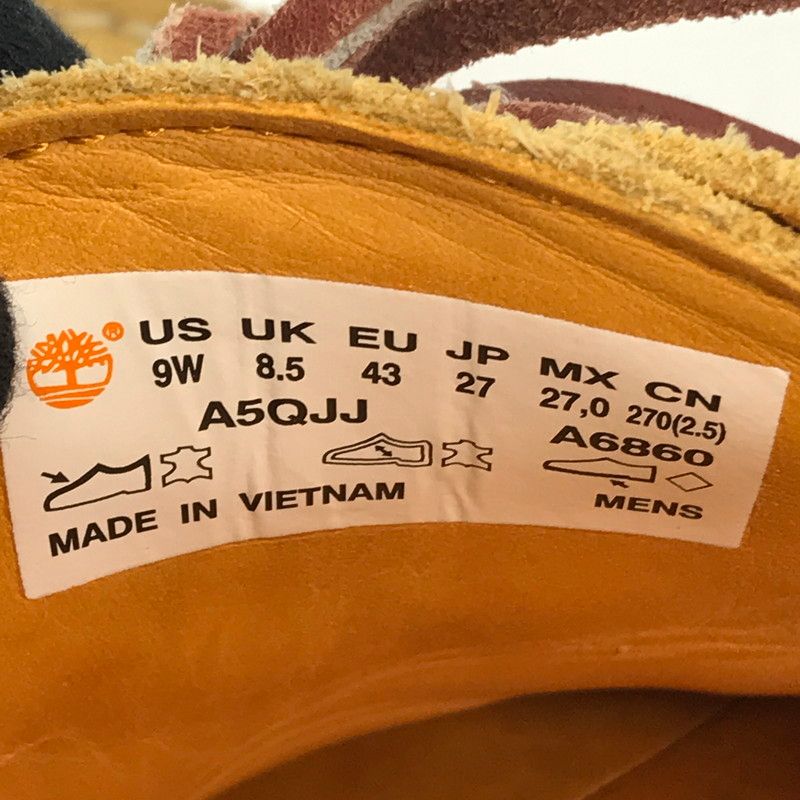 US UK EU JP MX CN
9W 8.5 43 27 27,0 270(2.5)
A5QJJ A6860
MADE IN VIETNAM MENS